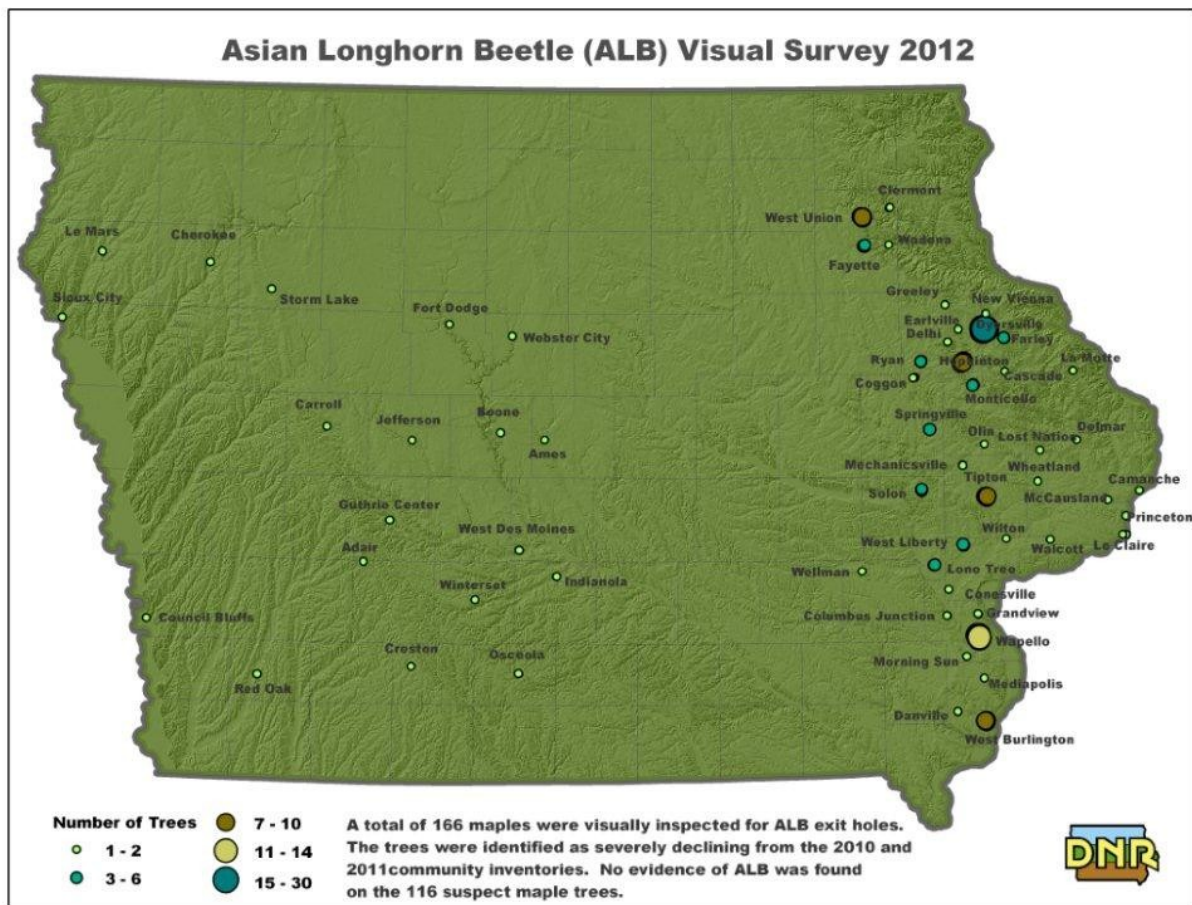 Asian Longhorn Beetle (ALB) Visual Survey 2012
Clermont
West Union
Wadena
Le Mars
Cherokee
Fayette
Storm Lake
Sioux City
Greeley
New Vienna
Fort Dodge
Earlville
Dyersville
Webster City
Delhi
Farley
Ryan
Hopkinton
La Motte
Coggon
Cascade
Monticello
Carroll
Jefferson
Boone
Springville
Ames
Olin
Lost Nation
Delmar
Mechanicsville
Wheatland
Tipton
Camanche
Solon
McCausland
Guthrie Center
Princeton
West Des Moines
Wilton
Adair
West Liberty
Walcott
Le Claire
Wellman
Lono Tree
Winterset
Indianola
Conesville
Council Bluffs
Columbus Junction
Grandview
Wapello
Creston
Osceola
Morning Sun
Red Oak
Mediapolis
Danville
West Burlington
Number of Trees
1 - 2
3 - 6
7 - 10
11 - 14
15 - 30
A total of 166 maples were visually inspected for ALB exit holes.
The trees were identified as severely declining from the 2010 and
2011community inventories. No evidence of ALB was found
on the 116 suspect maple trees.
DNR